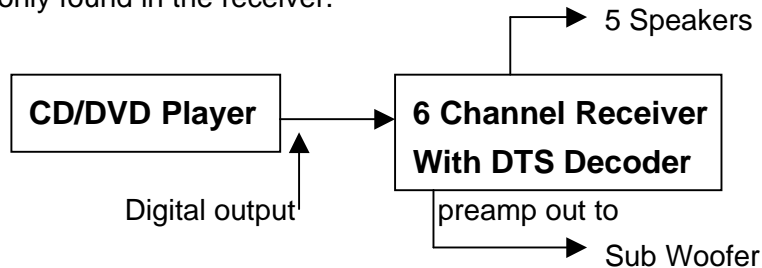 only found in the receiver.
5 Speakers
CD/DVD Player
6 Channel Receiver
With DTS Decoder
Digital output
preamp out to
Sub Woofer